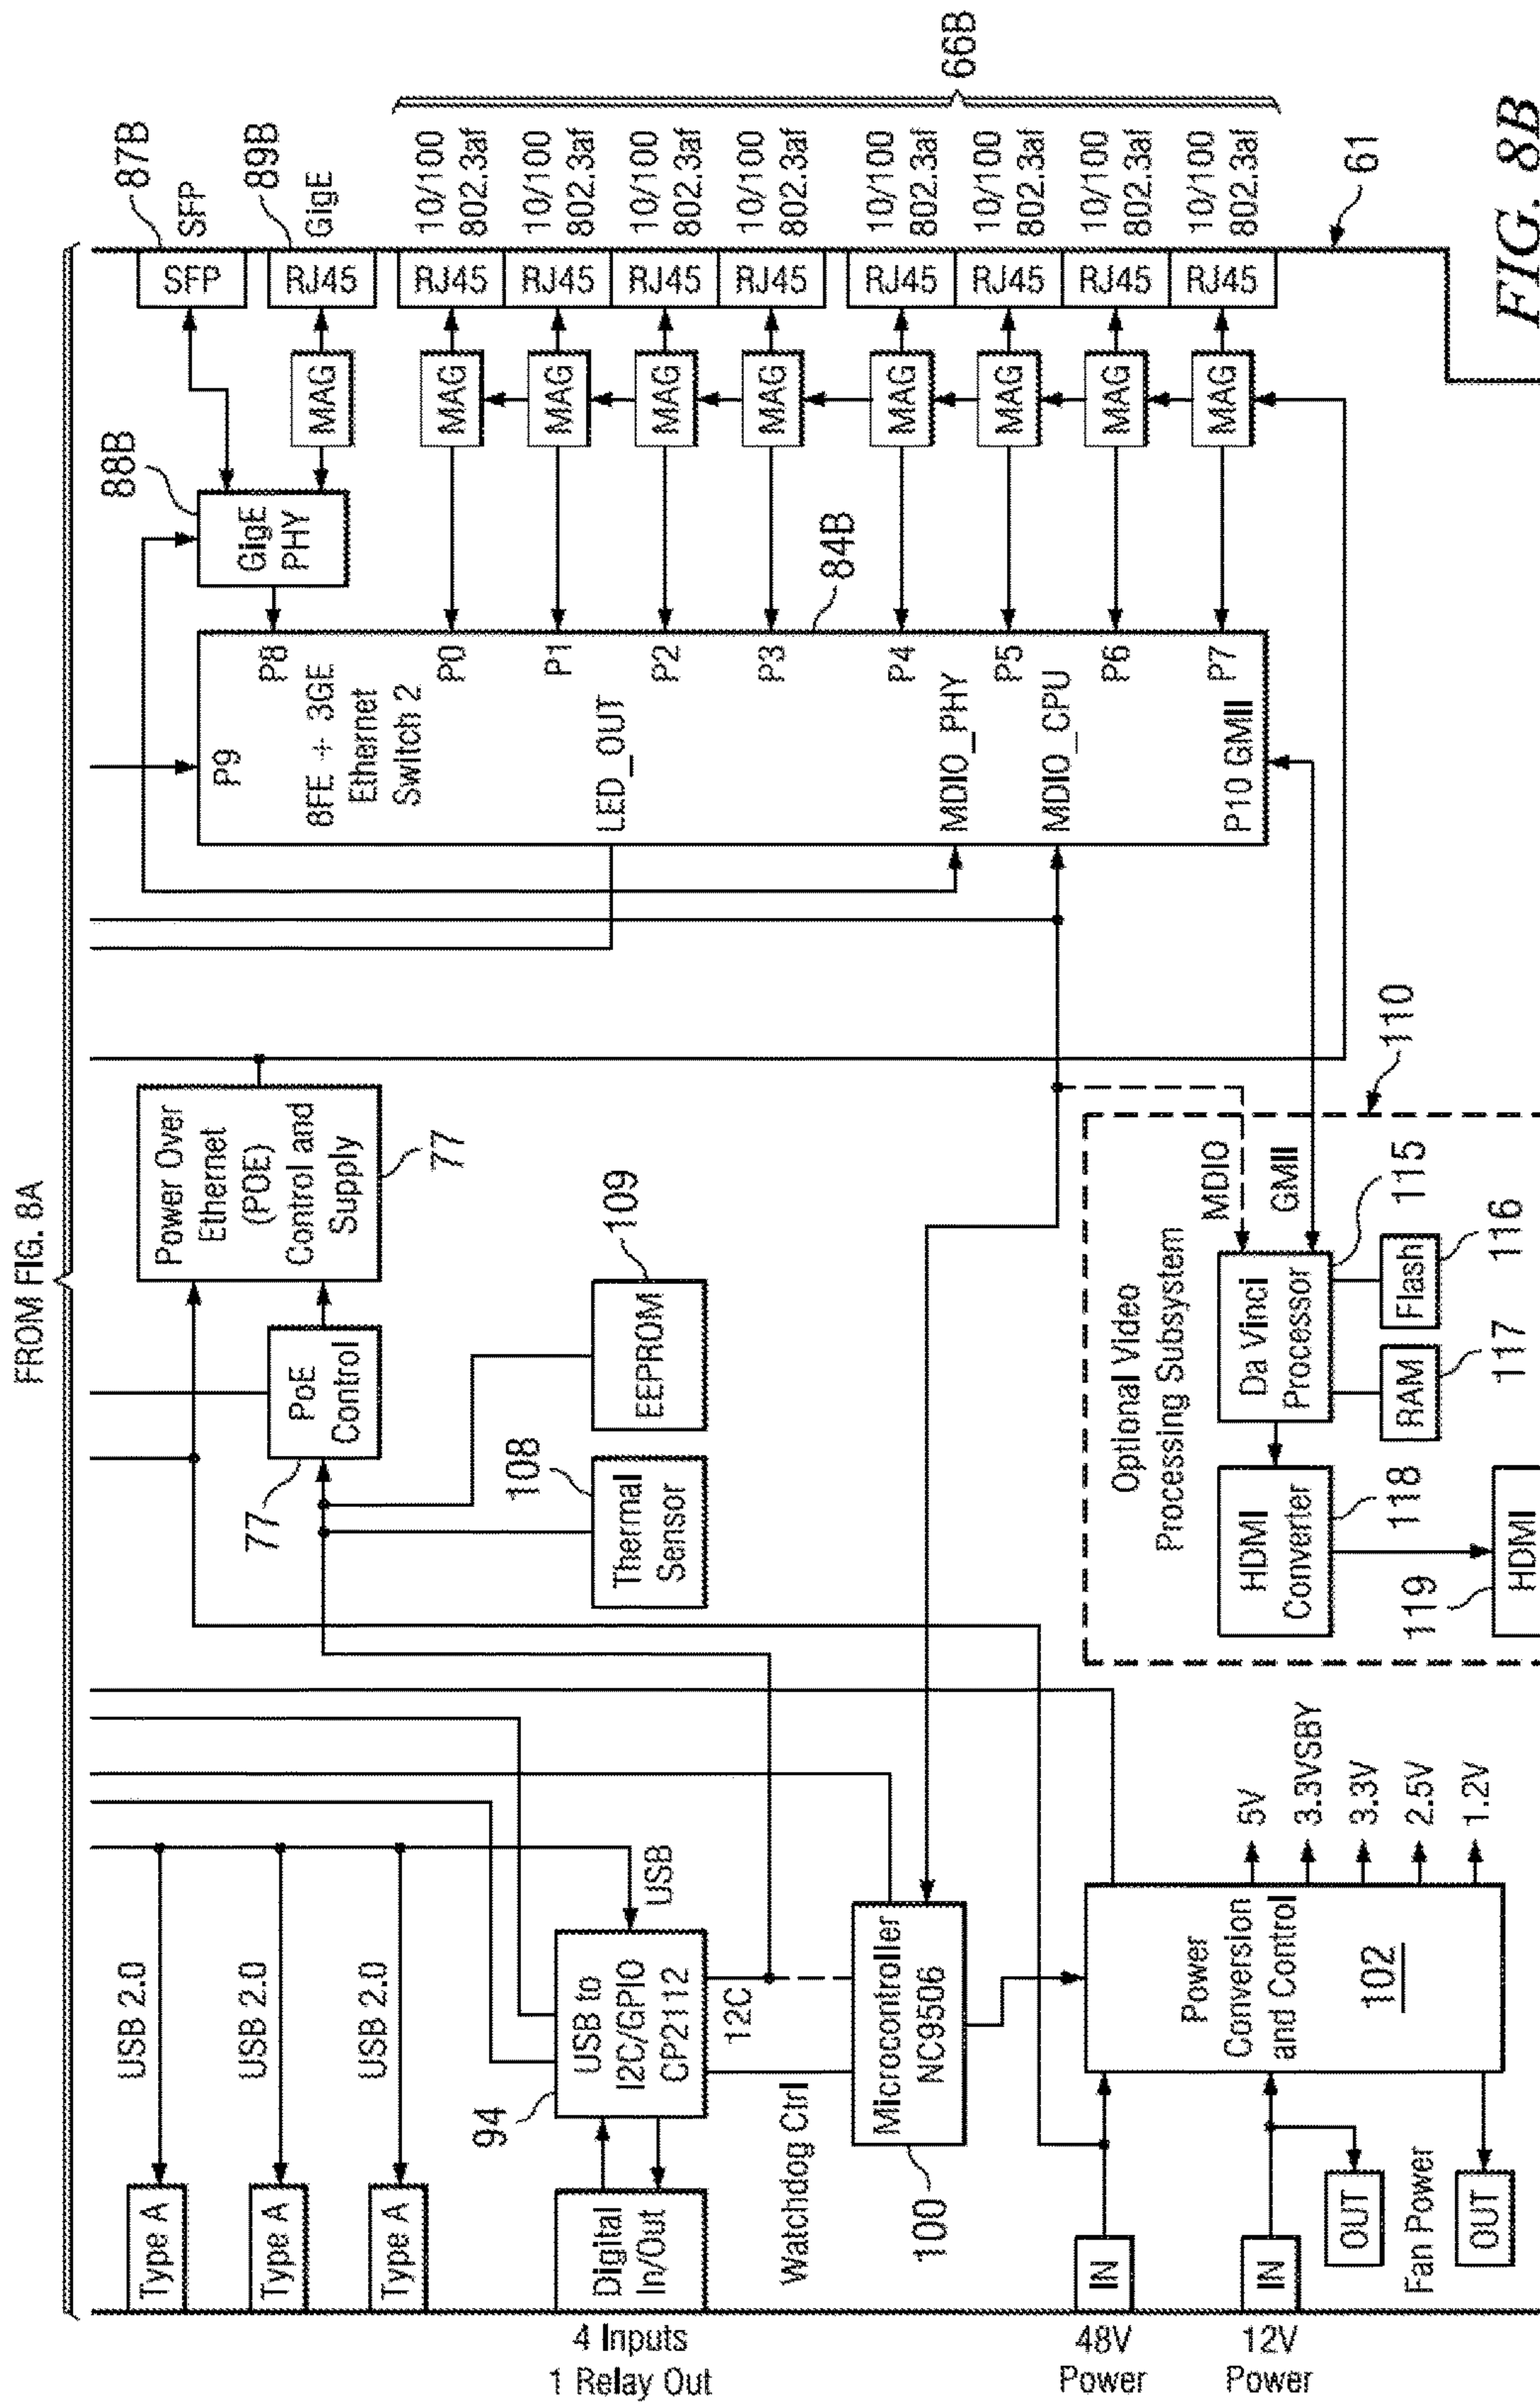 FROM FIG. 8A
87B
SFP
SFP
89B
GigE
RJ45
MAG
88B
GigE
PHY
66B
10/100
802.3af
RJ45
MAG
10/100
802.3af
RJ45
MAG
10/100
802.3af
RJ45
MAG
10/100
802.3af
RJ45
MAG
10/100
802.3af
RJ45
MAG
10/100
802.3af
RJ45
MAG
10/100
802.3af
RJ45
MAG
10/100
802.3af
RJ45
MAG
61
84B
P9
P8
8FE + 3GE
Ethernet
Switch 2
P0
P1
LED_OUT
P2
P3
P4
MDIO_PHY
P5
MDIO_CPU
P6
P7
P10 GMII
Power Over
Ethernet
(POE)
Control and
Supply
77
PoE
Control
77
109
EEPROM
108
Thermal
Sensor
110
Optional Video
Processing Subsystem
MDIO
GMII
115
Da Vinci
Processor
Flash
116
RAM
117
HDMI
Converter
118
HDMI
119
USB 2.0
Type A
USB 2.0
Type A
USB 2.0
Type A
USB
USB to
I2C/GPIO
CP2112
94
12C
Digital
In/Out
4 Inputs
1 Relay Out
Watchdog Ctrl
Microcontroller
NC9506
100
Power
Conversion
and Control
102
5V
3.3VSBY
3.3V
2.5V
1.2V
IN
48V
Power
IN
12V
Power
OUT
Fan Power
OUT
FIG. 8B